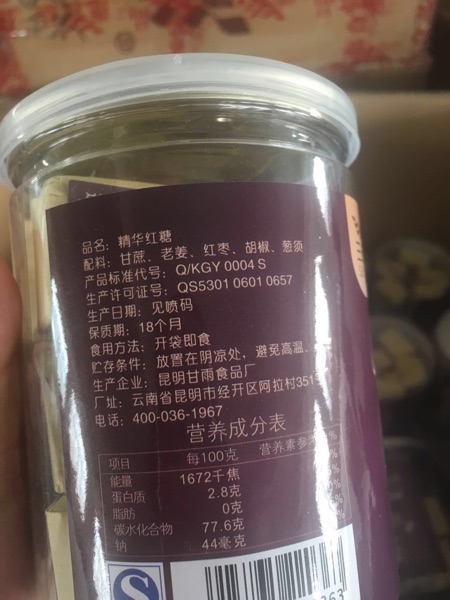 品名：精华红糖
配料：甘蔗、老姜、红枣、胡椒、葱须
产品标准代号：Q/KGY 0004 S
生产许可证号：QS5301 0601 0657
生产日期：见喷码
保质期：18个月
食用方法：开袋即食
贮存条件：放置在阴凉处，避免高温、
生产企业：昆明甘雨食品厂
厂址：云南省昆明市经开区阿拉村351
电话：400-036-1967
营养成分表
项目 每100克 营养素参
能量 1672千焦
蛋白质 2.8克
脂肪 0克
碳水化合物 77.6克
钠 44毫克